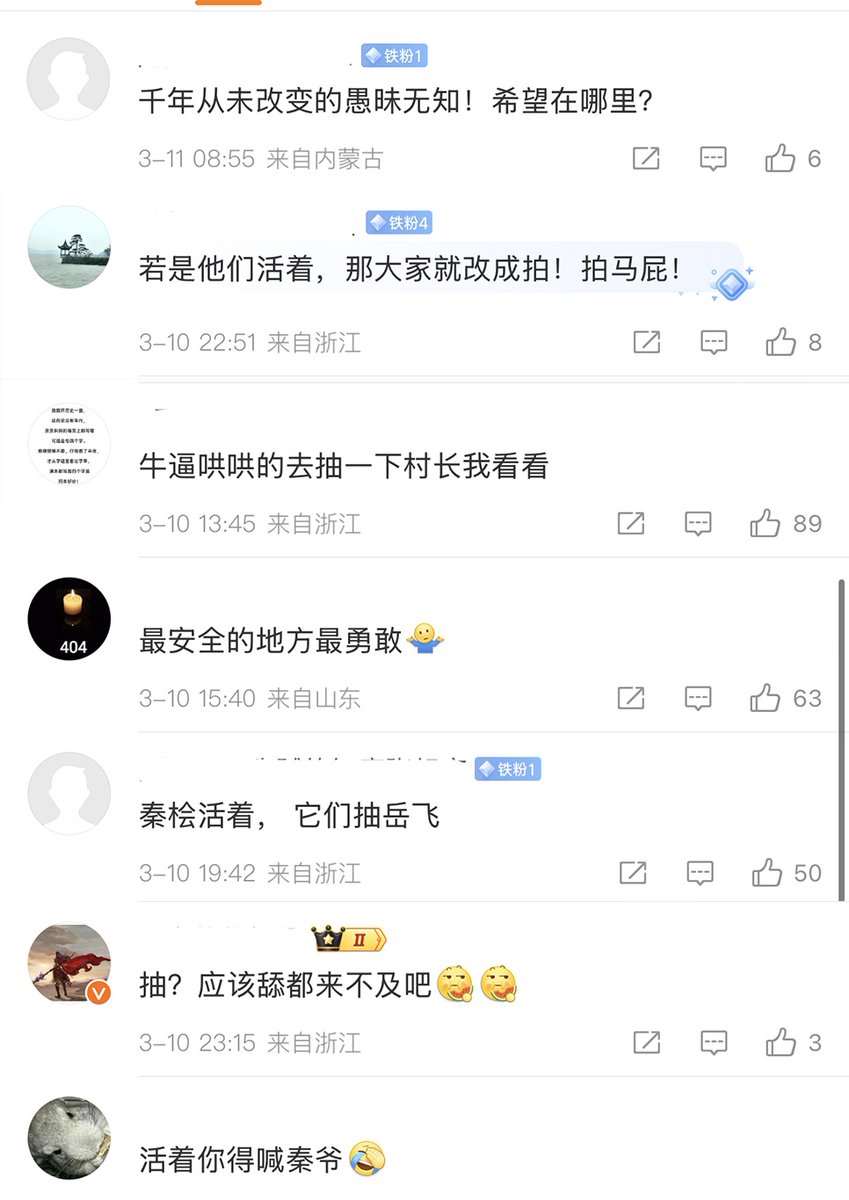 铁粉1
千年从未改变的愚昧无知！希望在哪里？
3-11 08:55 来自内蒙古
6
铁粉4
若是他们活着，那大家就改成拍！拍马屁！
3-10 22:51 来自浙江
8
牛逼哄哄的去抽一下村长我看看
3-10 13:45 来自浙江
89
404
最安全的地方最勇敢
3-10 15:40 来自山东
63
铁粉1
秦桧活着， 它们抽岳飞
3-10 19:42 来自浙江
50
II
抽？应该舔都来不及吧
3-10 23:15 来自浙江
3
活着你得喊秦爷